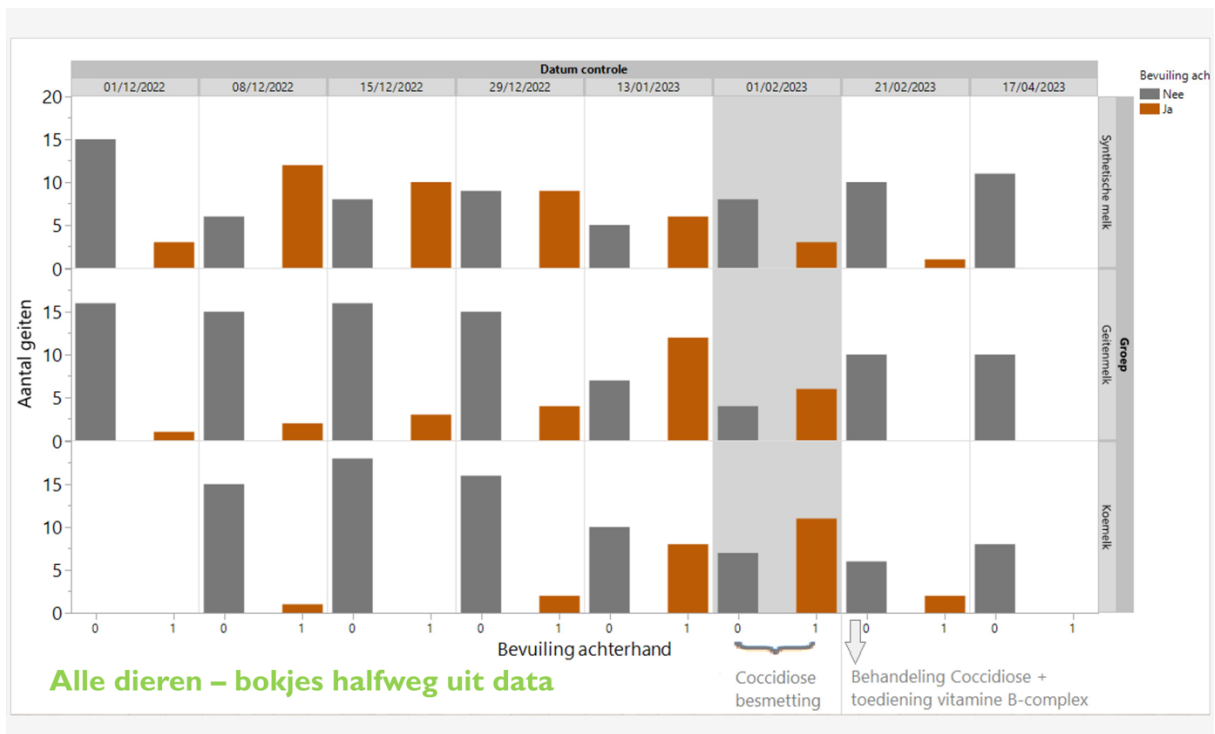 Datum controle
01/12/2022 08/12/2022 15/12/2022 29/12/2022 13/01/2023 01/02/2023 21/02/2023 17/04/2023
Bevuiling ach
Nee
Ja
20
15
10
5
0
Synthetische melk
15
10
5
0
Geitenmelk
15
10
5
0
Koemelk
Groep
Aantal geiten
0 1 0 1 0 1 0 1 0 1 0 1 0 1 0 1
Bevuiling achterhand
Alle dieren – bokjes halfweg uit data
Coccidiose
besmetting
Behandeling Coccidiose +
toediening vitamine B-complex